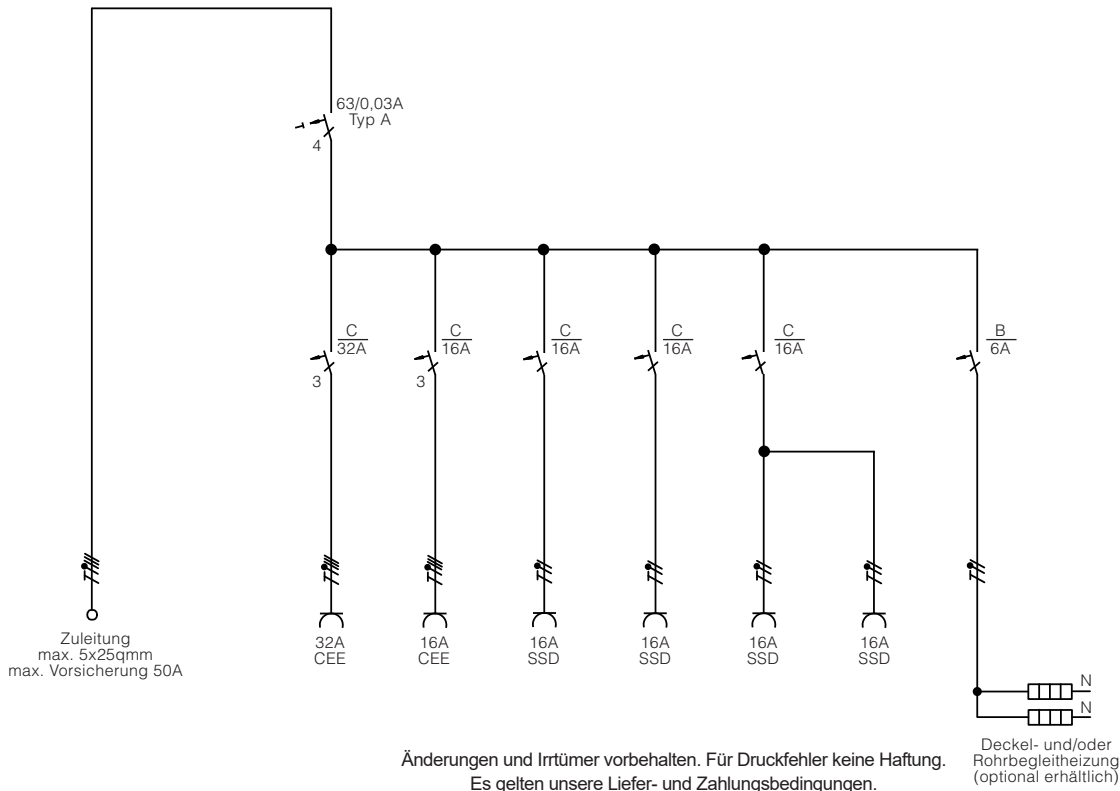 63/0,03A
Typ A
4
C
32A
3
C
16A
3
C
16A
C
16A
C
16A
B
6A
Zuleitung
max. 5x25qmm
max. Vorsicherung 50A
32A
CEE
16A
CEE
16A
SSD
16A
SSD
16A
SSD
16A
SSD
N
N
Deckel- und/oder
Rohrbegleitheizung
(optional erhältlich)
Änderungen und Irrtümer vorbehalten. Für Druckfehler keine Haftung.
Es gelten unsere Liefer- und Zahlungsbedingungen.